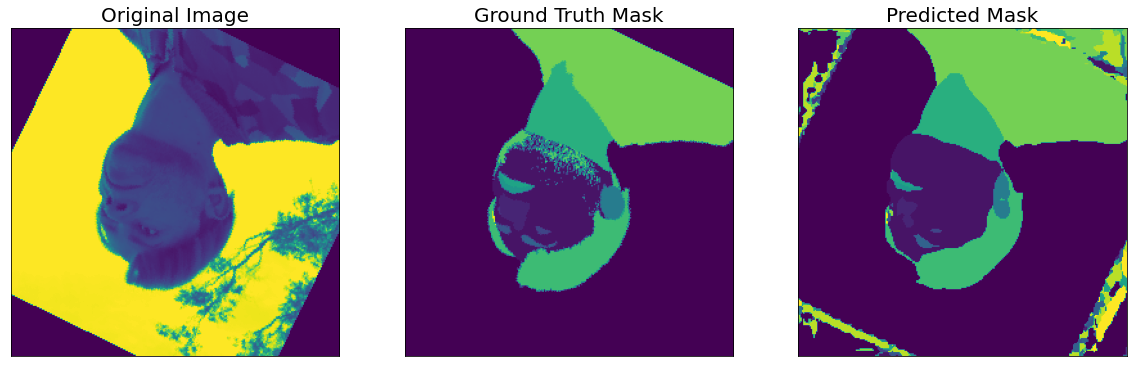 Original Image
Ground Truth Mask
Predicted Mask